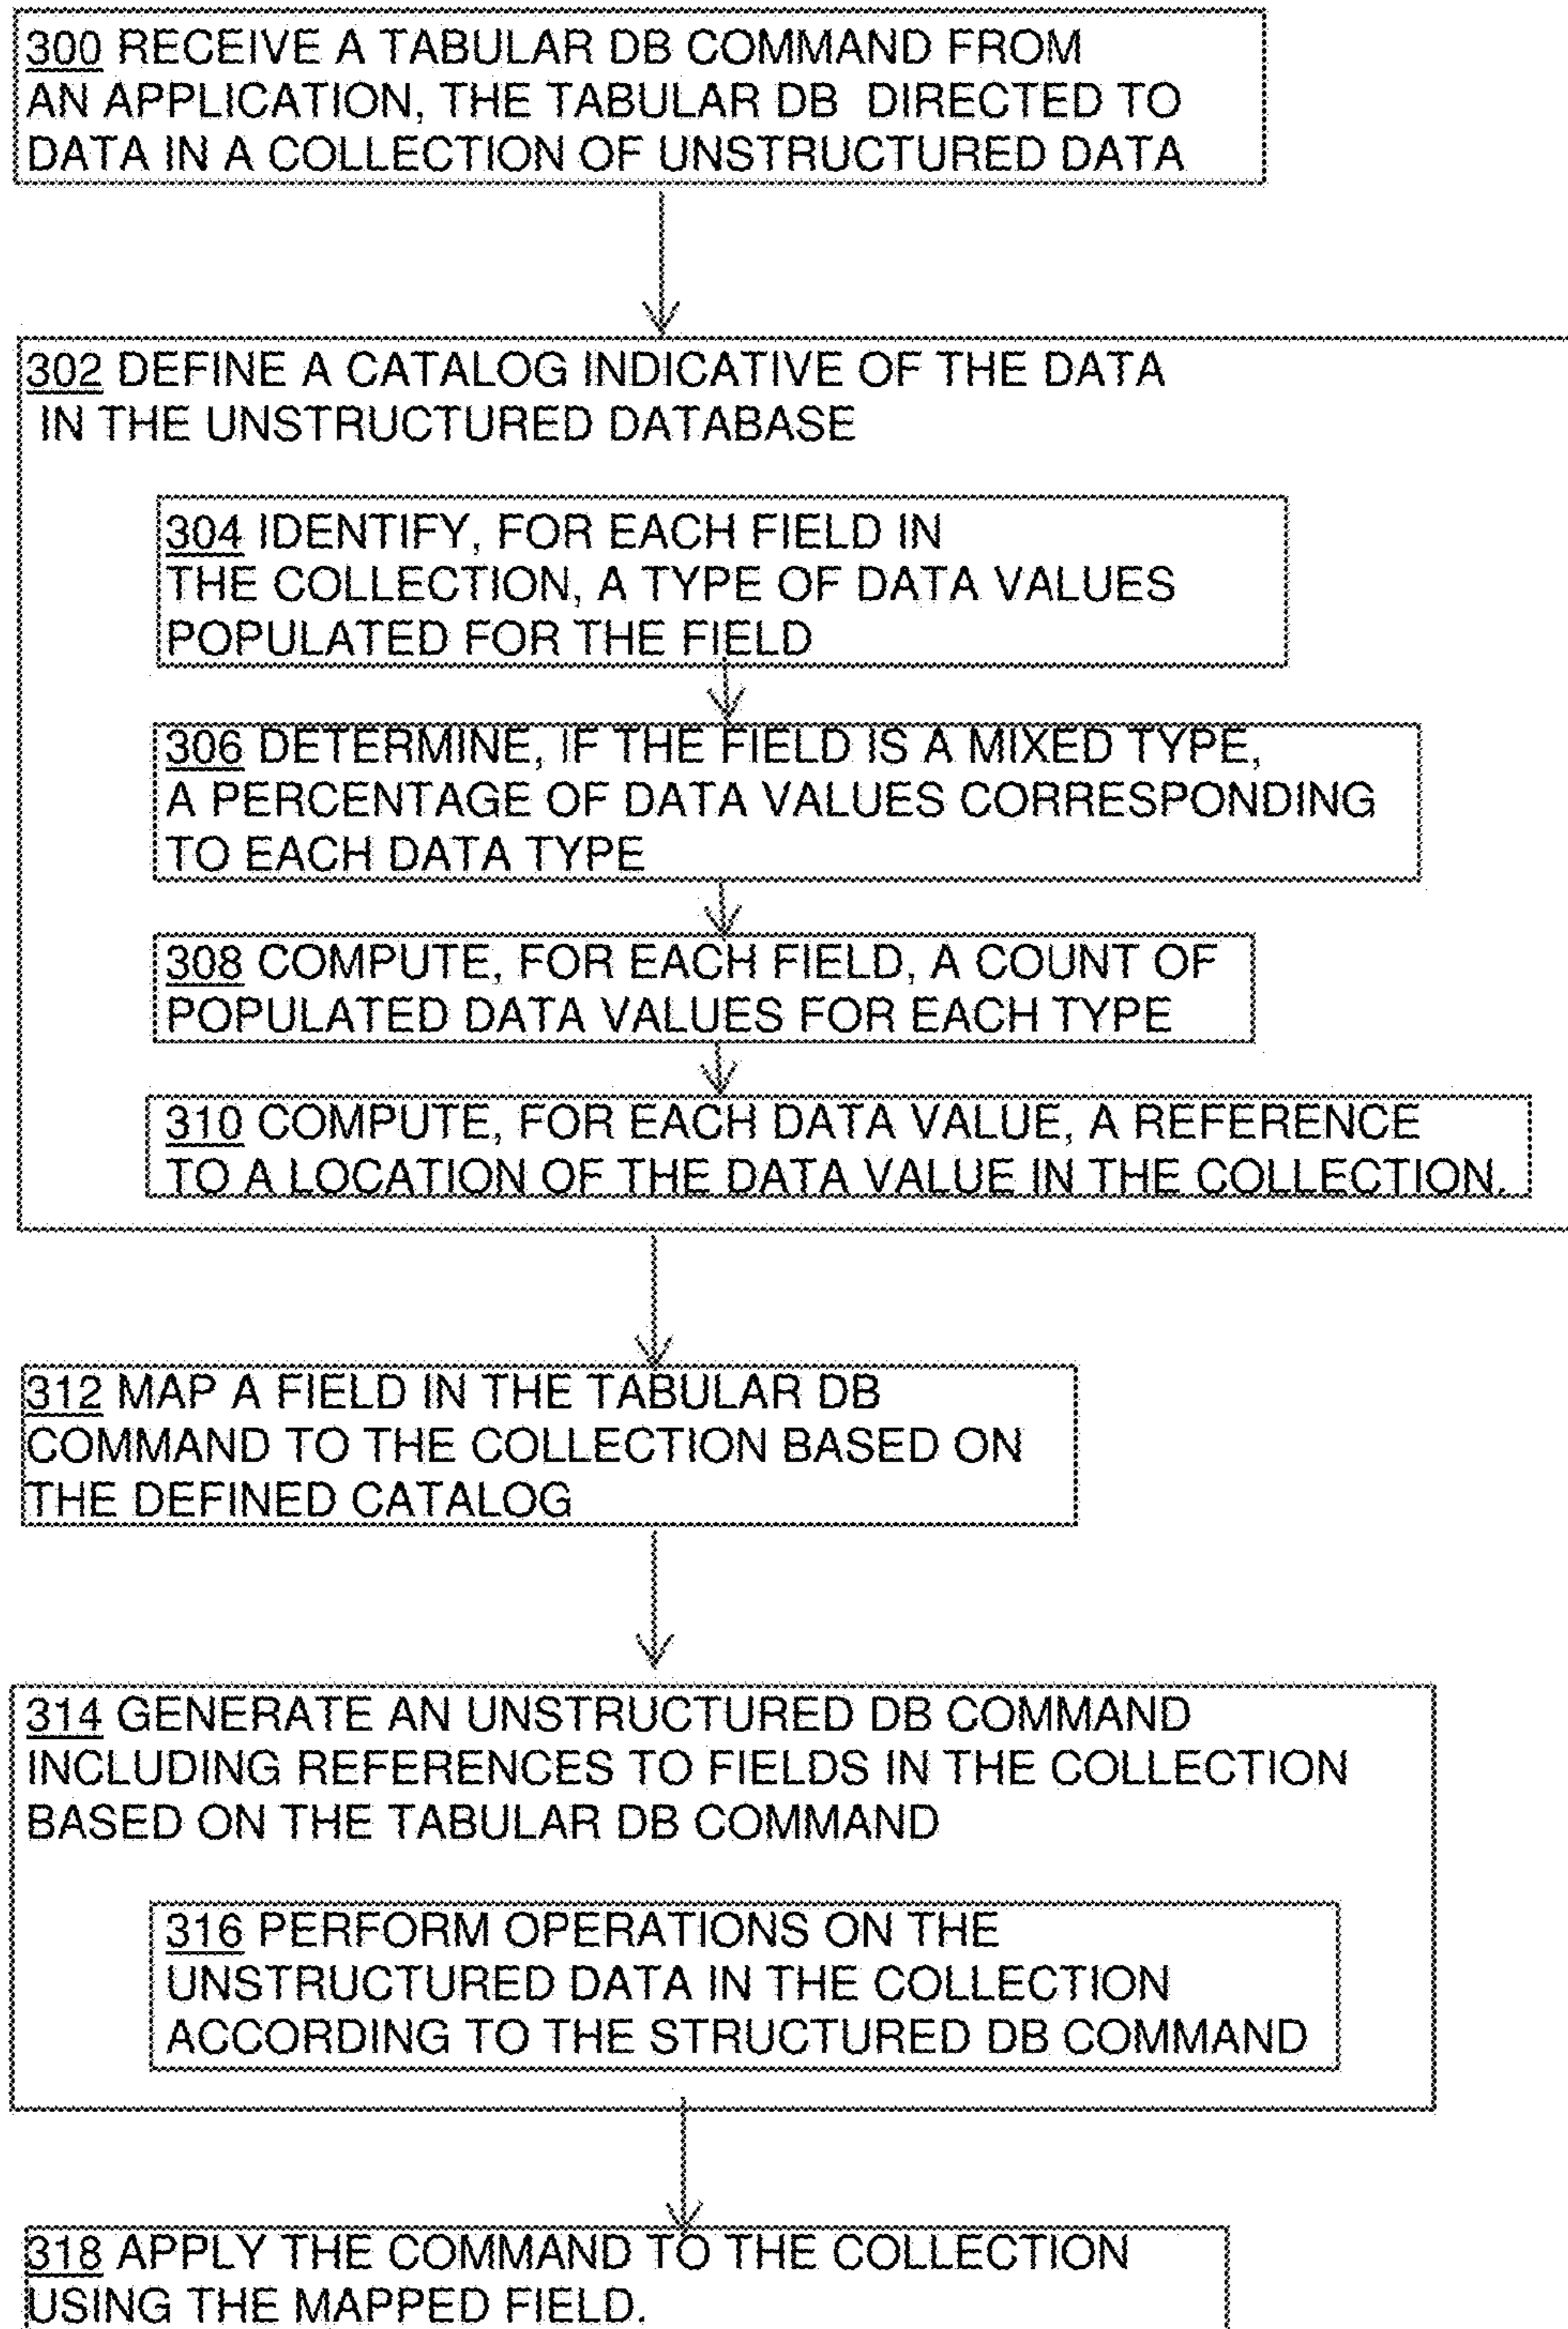 300 RECEIVE A TABULAR DB COMMAND FROM
AN APPLICATION, THE TABULAR DB DIRECTED TO
DATA IN A COLLECTION OF UNSTRUCTURED DATA
302 DEFINE A CATALOG INDICATIVE OF THE DATA
IN THE UNSTRUCTURED DATABASE
304 IDENTIFY, FOR EACH FIELD IN
THE COLLECTION, A TYPE OF DATA VALUES
POPULATED FOR THE FIELD
306 DETERMINE, IF THE FIELD IS A MIXED TYPE,
A PERCENTAGE OF DATA VALUES CORRESPONDING
TO EACH DATA TYPE
308 COMPUTE, FOR EACH FIELD, A COUNT OF
POPULATED DATA VALUES FOR EACH TYPE
310 COMPUTE, FOR EACH DATA VALUE, A REFERENCE
TO A LOCATION OF THE DATA VALUE IN THE COLLECTION.
312 MAP A FIELD IN THE TABULAR DB
COMMAND TO THE COLLECTION BASED ON
THE DEFINED CATALOG
314 GENERATE AN UNSTRUCTURED DB COMMAND
INCLUDING REFERENCES TO FIELDS IN THE COLLECTION
BASED ON THE TABULAR DB COMMAND
316 PERFORM OPERATIONS ON THE
UNSTRUCTURED DATA IN THE COLLECTION
ACCORDING TO THE STRUCTURED DB COMMAND
318 APPLY THE COMMAND TO THE COLLECTION
USING THE MAPPED FIELD.